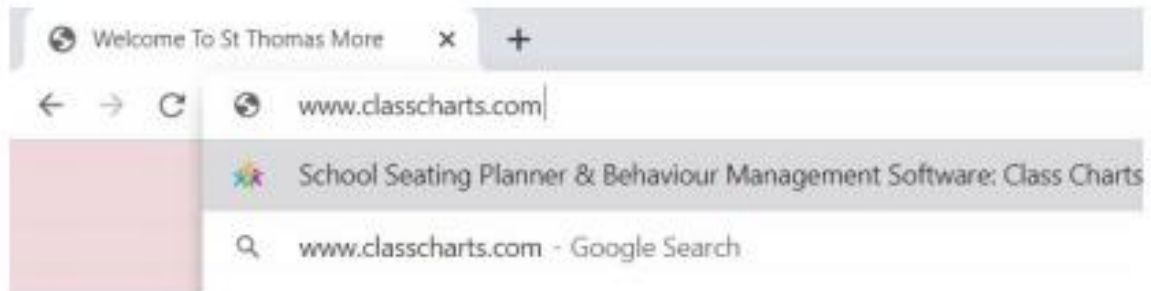 Welcome To St Thomas More
www.classcharts.com
School Seating Planner & Behaviour Management Software: Class Charts
www.classcharts.com - Google Search